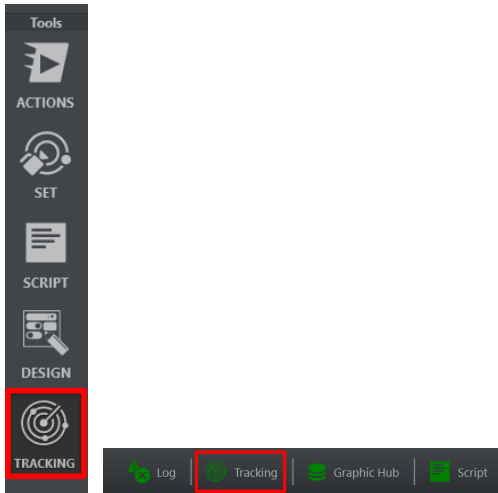 Tools
ACTIONS
SET
SCRIPT
DESIGN
TRACKING
Log Tracking Graphic Hub Script